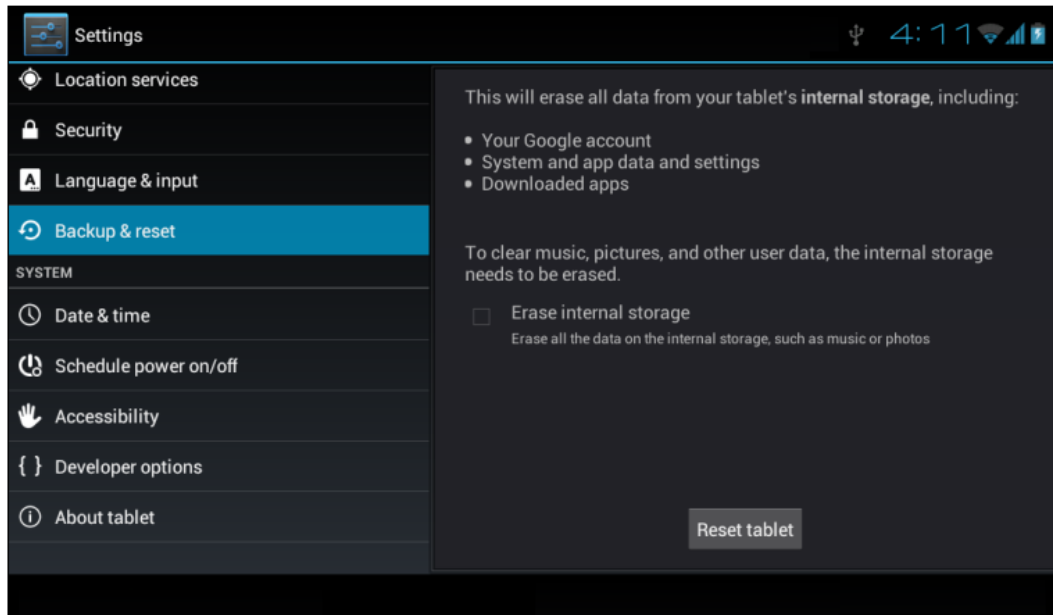 Settings
4:11
Location services
Security
Language & input
Backup & reset
SYSTEM
Date & time
Schedule power on/off
Accessibility
Developer options
About tablet
This will erase all data from your tablet's internal storage, including:
• Your Google account
• System and app data and settings
• Downloaded apps
To clear music, pictures, and other user data, the internal storage
needs to be erased.
Erase internal storage
Erase all the data on the internal storage, such as music or photos
Reset tablet